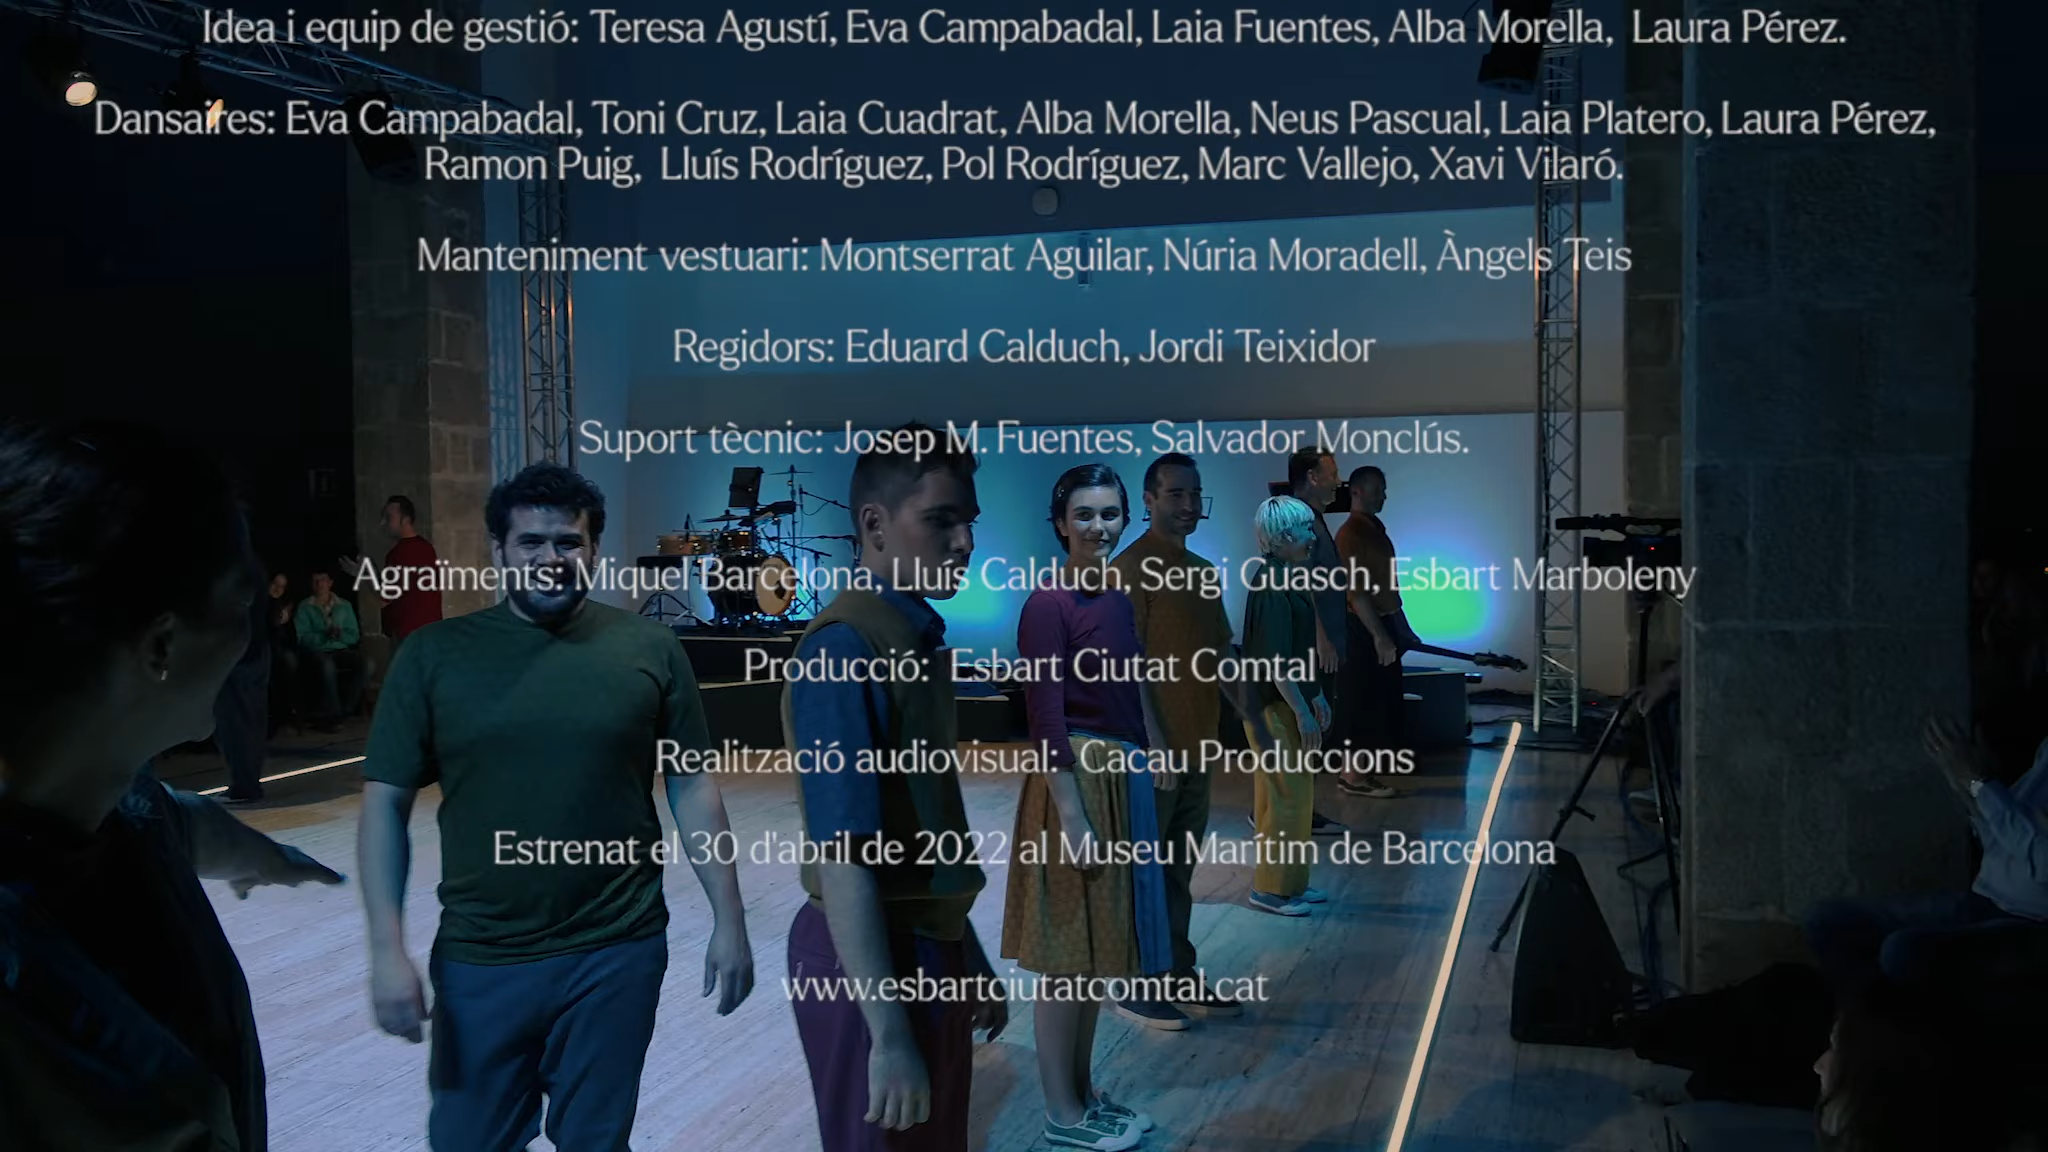 Idea i equip de gestió: Teresa Agustí, Eva Campabadal, Laia Fuentes, Alba Morella, Laura Pérez.
Dansaires: Eva Campabadal, Toni Cruz, Laia Cuadrat, Alba Morella, Neus Pascual, Laia Platero, Laura Pérez,
Ramon Puig, Lluís Rodríguez, Pol Rodríguez, Marc Vallejo, Xavi Vilaró.
Manteniment vestuari: Montserrat Aguilar, Núria Moradell, Àngels Teis
Regidors: Eduard Calduch, Jordi Teixidor
Suport tècnic: Josep M. Fuentes, Salvador Monclús.
Agraïments: Miquel Barcelona, Lluís Calduch, Sergi Guasch, Esbart Marboleny
Producció: Esbart Ciutat Comtal
Realització audiovisual: Cacau Produccions
Estrenat el 30 d'abril de 2022 al Museu Marítim de Barcelona
www.esbartciutatcomtal.cat